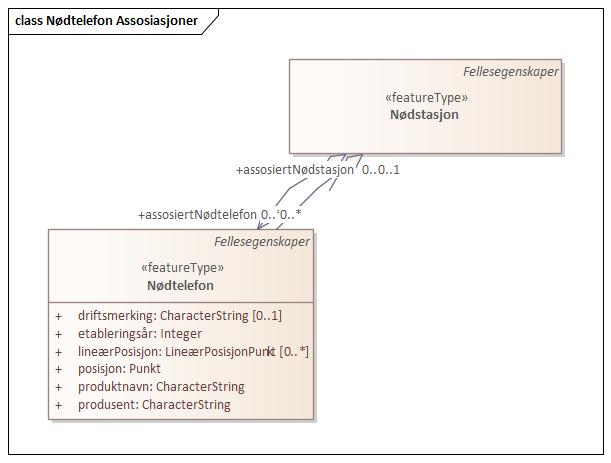 class Nødtelefon Assosiasjoner
Fellesegenskaper
«featureType»
Nødstasjon
+assosiertNødstasjon 0..0..1
+assosiertNødtelefon 0..*0..*
Fellesegenskaper
«featureType»
Nødtelefon
+ driftsmerking: CharacterString [0..1]
+ etableringsår: Integer
+ lineærPosisjon: LineærPosisjonPunkt [0..*]
+ posisjon: Punkt
+ produktnavn: CharacterString
+ produsent: CharacterString